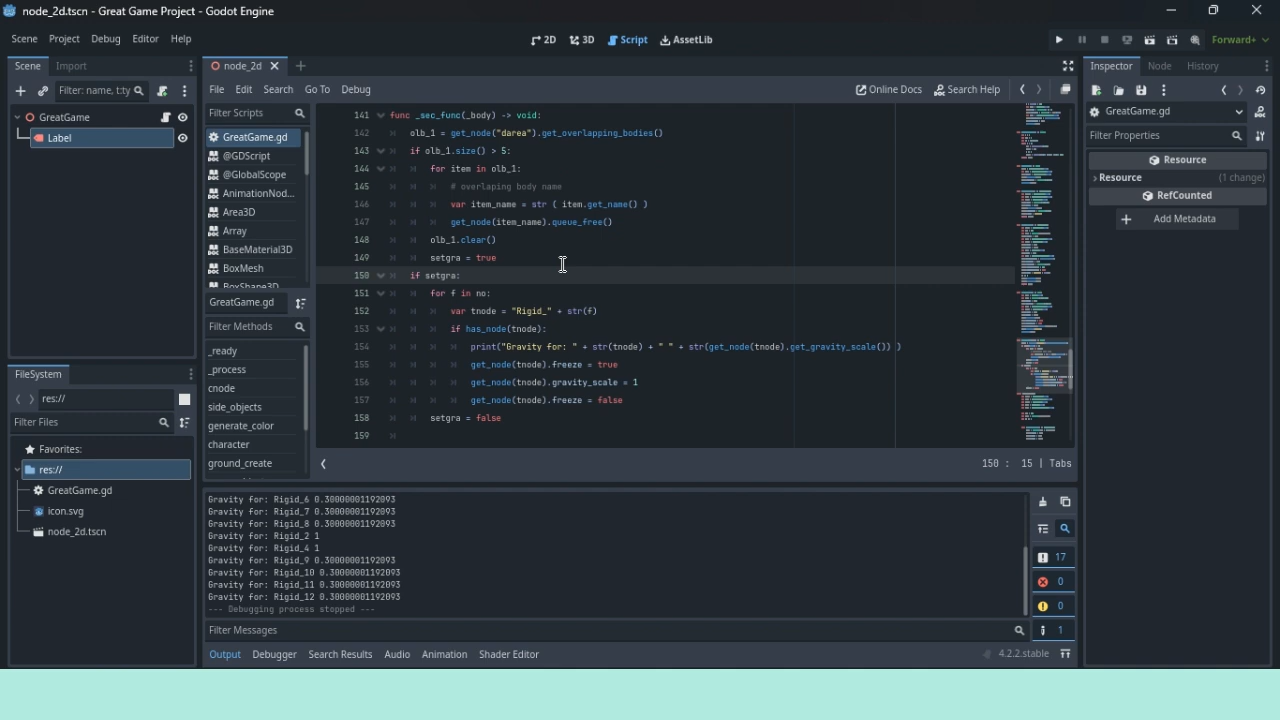 node_2d.tscn - Great Game Project - Godot Engine
Scene Project Debug Editor Help
2D 3D Script AssetLib
Forward+
Scene Import
Filter: name, t:ty
GreatGame
Label
node_2d
File Edit Search Go To Debug
Online Docs Search Help
Filter Scripts
GreatGame.gd
@GDScript
@GlobalScope
AnimationNod...
Area3D
Array
BaseMaterial3D
BoxMesh
BoxShape3D
GreatGame.gd
Filter Methods
_ready
_process
cnode
side_objects
generate_color
character
ground_create
141 func _sec_func(_body) -> void:
142 olb_1 = get_node("darea").get_overlapping_bodies()
143 if olb_1.size() > 5:
144 for item in olb_1:
145 # overlaping body name
146 var item_name = str ( item.get_name() )
147 get_node(item_name).queue_free()
148 olb_1.clear()
149 setgra = true
150 if setgra:
151 for f in no:
152 var tnode = "Rigid_" + str(f)
153 if has_node(tnode):
154 print("Gravity for: " + str(tnode) + " " + str(get_node(tnode).get_gravity_scale()) )
155 get_node(tnode).freeze = true
156 get_node(tnode).gravity_scale = 1
157 get_node(tnode).freeze = false
158 setgra = false
159
150 : 15 | Tabs
Gravity for: Rigid_6 0.30000001192093
Gravity for: Rigid_7 0.30000001192093
Gravity for: Rigid_8 0.30000001192093
Gravity for: Rigid_2 1
Gravity for: Rigid_4 1
Gravity for: Rigid_9 0.30000001192093
Gravity for: Rigid_10 0.30000001192093
Gravity for: Rigid_11 0.30000001192093
Gravity for: Rigid_12 0.30000001192093
--- Debugging process stopped ---
17
0
0
1
Filter Messages
Output Debugger Search Results Audio Animation Shader Editor
4.2.2.stable
FileSystem
res://
Filter Files
Favorites:
res://
GreatGame.gd
icon.svg
node_2d.tscn
Inspector Node History
GreatGame.gd
Filter Properties
Resource
Resource (1 change)
RefCounted
Add Metadata